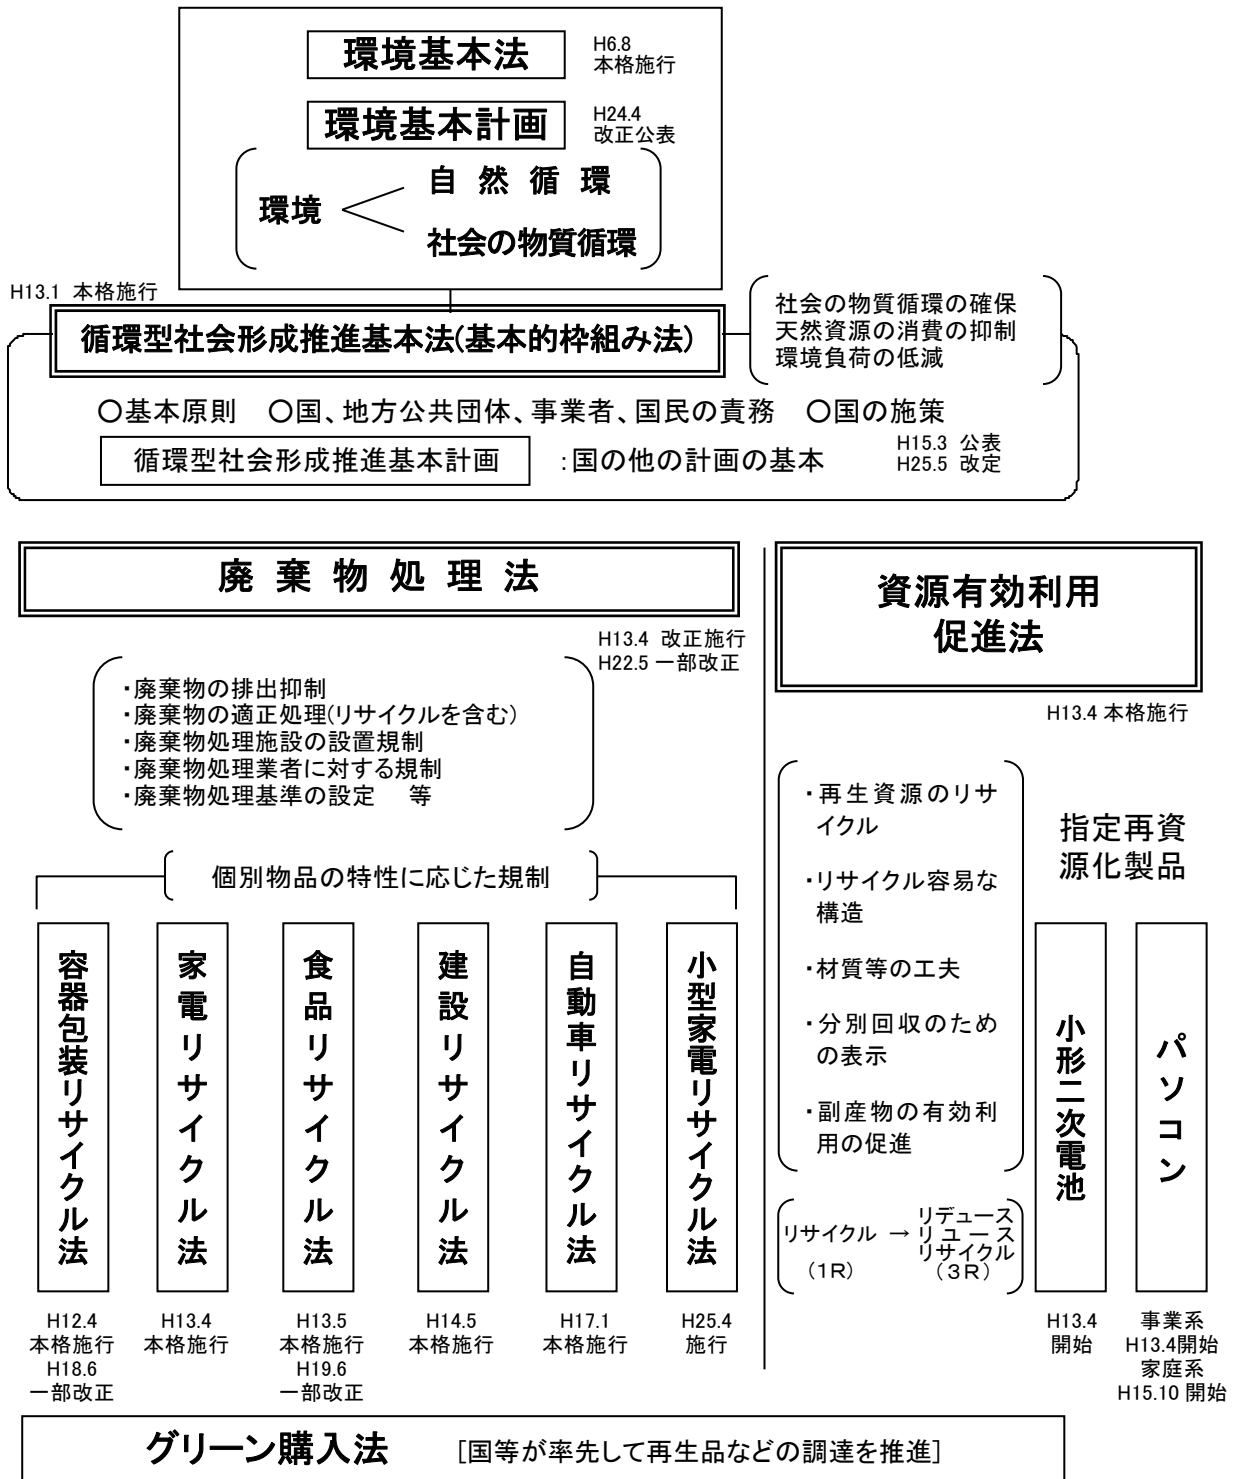 環境基本法
H6.8
本格施行
環境基本計画
H24.4
改正公表
環境
自然循環
社会の物質循環
H13.1 本格施行
循環型社会形成推進基本法(基本的枠組み法)
社会の物質循環の確保
天然資源の消費の抑制
環境負荷の低減
〇基本原則 〇国、地方公共団体、事業者、国民の責務 〇国の施策
循環型社会形成推進基本計画 :国の他の計画の基本
H15.3 公表
H25.5 改定
廃棄物処理法
H13.4 改正施行
H22.5 一部改正
・廃棄物の排出抑制
・廃棄物の適正処理(リサイクルを含む)
・廃棄物処理施設の設置規制
・廃棄物処理業者に対する規制
・廃棄物処理基準の設定 等
個別物品の特性に応じた規制
容器包装リサイクル法
H12.4
本格施行
H18.6
一部改正
家電リサイクル法
H13.4
本格施行
食品リサイクル法
H13.5
本格施行
H19.6
一部改正
建設リサイクル法
H14.5
本格施行
自動車リサイクル法
H17.1
本格施行
小型家電リサイクル法
H25.4
施行
資源有効利用
促進法
H13.4 本格施行
・再生資源のリサ
イクル
・リサイクル容易な
構造
・材質等の工夫
・分別回収のため
の表示
・副産物の有効利
用の促進
リサイクル → リデュース
リユース
リサイクル
(1R) (3R)
指定再資
源化製品
小形二次電池
H13.4
開始
パソコン
事業系
H13.4開始
家庭系
H15.10 開始
グリーン購入法 [国等が率先して再生品などの調達を推進]